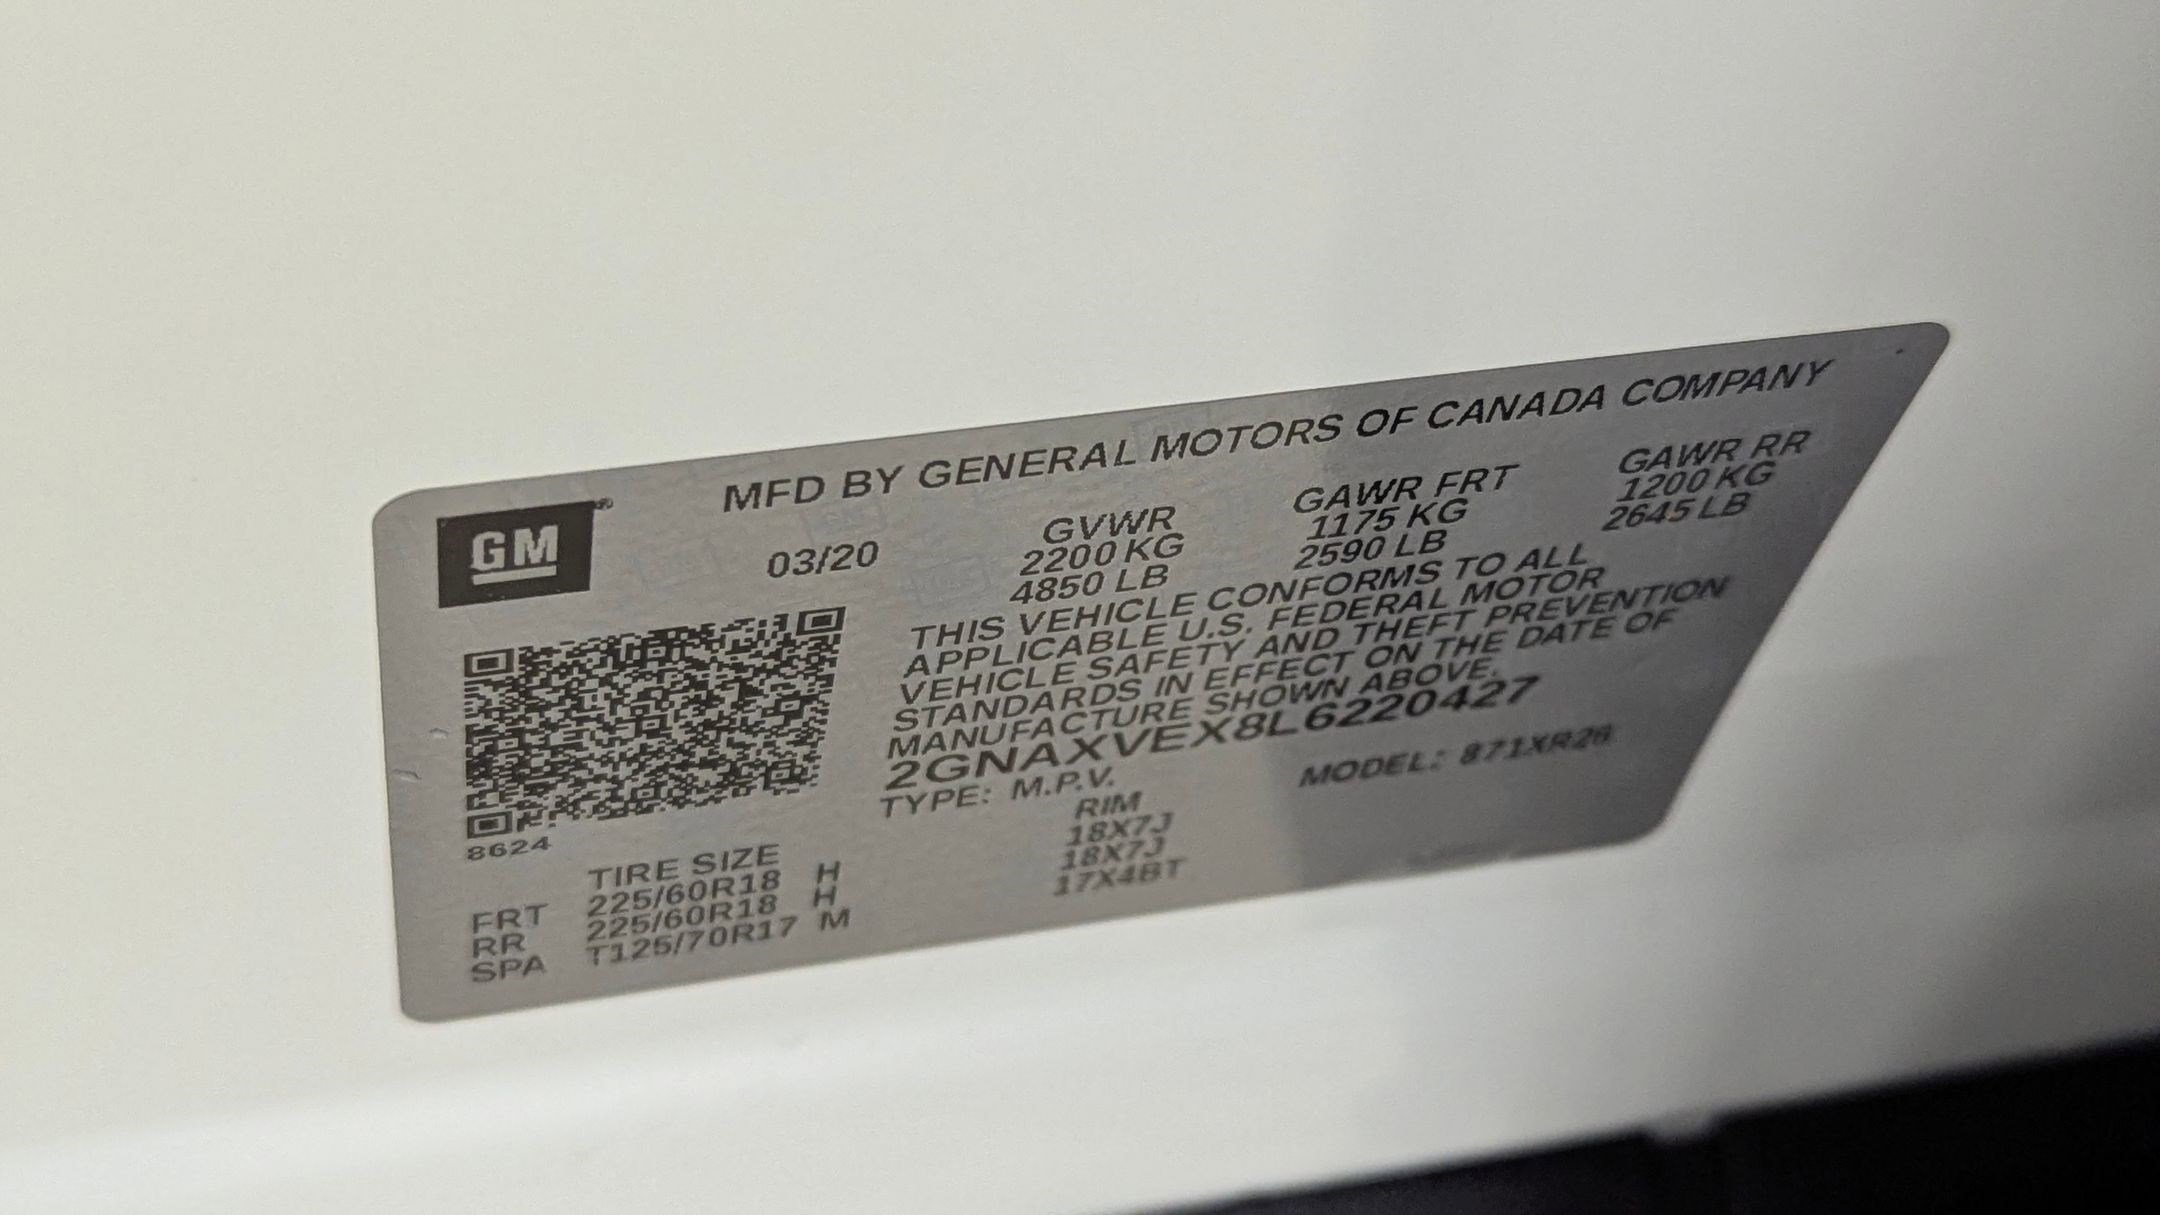 GM®
MFD BY GENERAL MOTORS OF CANADA COMPANY
03/20
GVWR
2200 KG
4850 LB
GAWR FRT
1175 KG
2590 LB
GAWR RR
1200 KG
2645 LB
THIS VEHICLE CONFORMS TO ALL
APPLICABLE U.S. FEDERAL MOTOR
VEHICLE SAFETY AND THEFT PREVENTION
STANDARDS IN EFFECT ON THE DATE OF
MANUFACTURE SHOWN ABOVE.
2GNAXVEX8L6220427
TYPE: M.P.V. MODEL: 871XR26
8624
TIRE SIZE RIM
FRT 225/60R18 H 18X7J
RR 225/60R18 H 18X7J
SPA T125/70R17 M 17X4BT